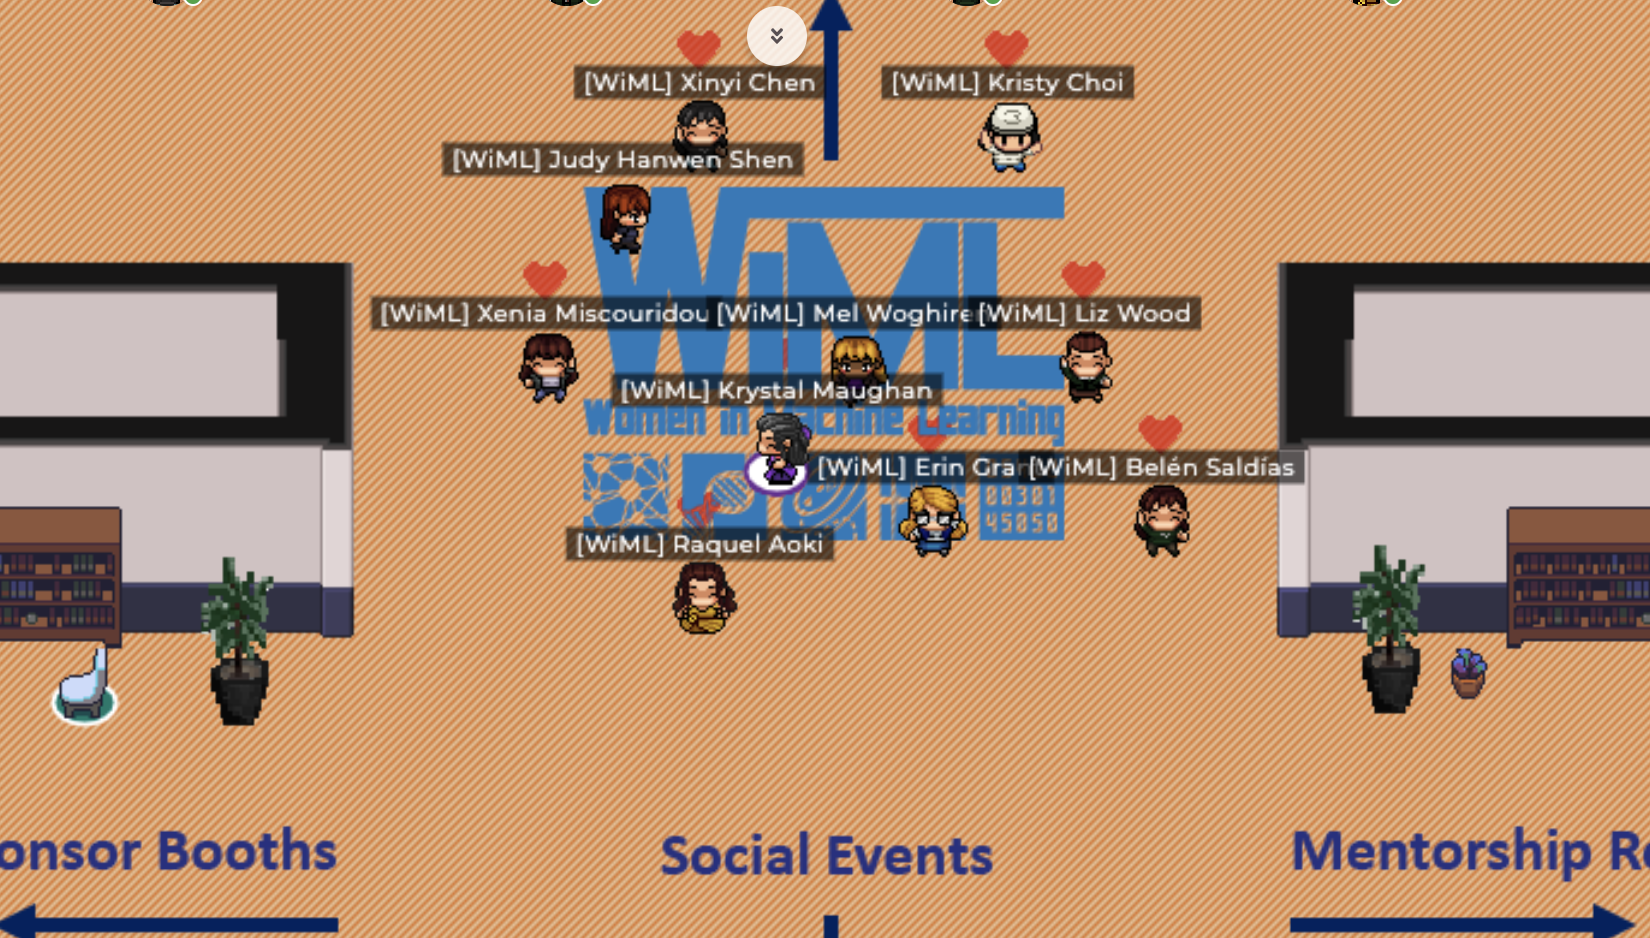 [WiML] Xinyi Chen
[WiML] Kristy Choi
[WiML] Judy Hanwen Shen
WiML
[WiML] Xenia Miscouridou
[WiML] Mel Woghire
[WiML] Liz Wood
[WiML] Krystal Maughan
Women in Machine Learning
[WiML] Erin Gra
[WiML] Belén Saldías
45050
[WiML] Raquel Aoki
onsor Booths
Social Events
Mentorship R